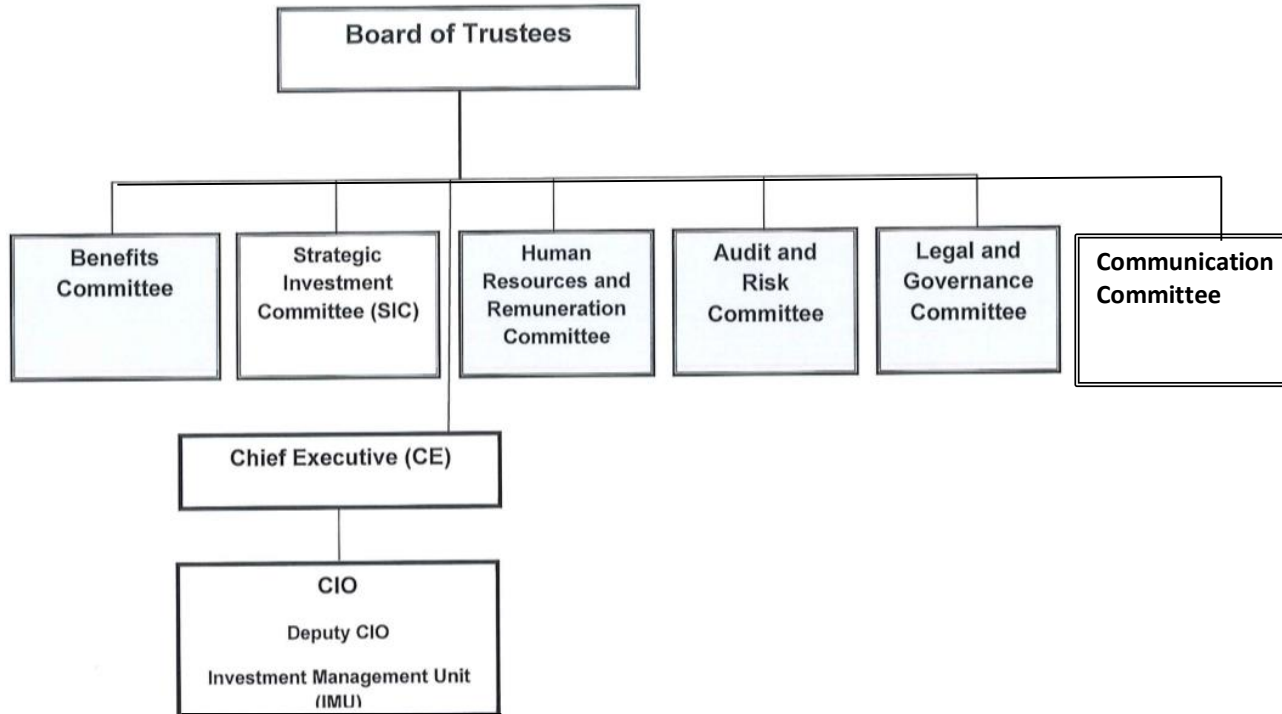 Board of Trustees
Benefits
Committee
Strategic
Investment
Committee (SIC)
Human
Resources and
Remuneration
Committee
Audit and
Risk
Committee
Legal and
Governance
Committee
Communication
Committee
Chief Executive (CE)
CIO
Deputy CIO
Investment Management Unit
(IMU)